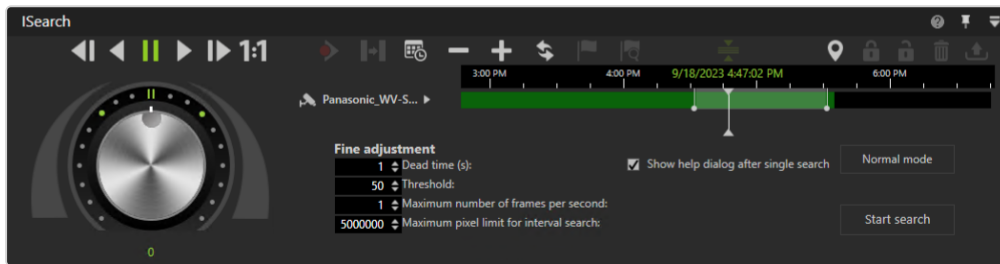 ISearch
1:1
3:00 PM 4:00 PM 9/18/2023 4:47:02 PM 6:00 PM
Panasonic_WV-S...
Fine adjustment
1 Dead time (s):
Show help dialog after single search
Normal mode
50 Threshold:
1 Maximum number of frames per second:
5000000 Maximum pixel limit for interval search:
Start search
0